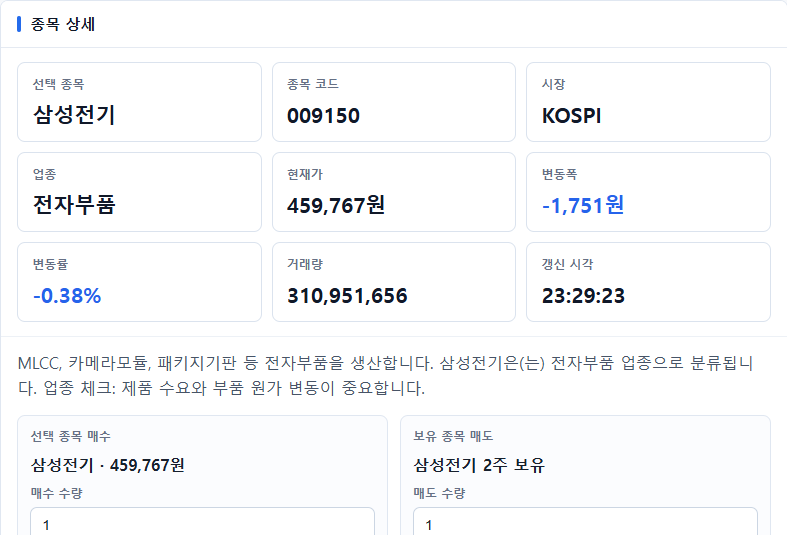 종목 상세
선택 종목
삼성전기
종목 코드
009150
시장
KOSPI
업종
전자부품
현재가
459,767원
변동폭
-1,751원
변동률
-0.38%
거래량
310,951,656
갱신 시각
23:29:23
MLCC, 카메라모듈, 패키지기판 등 전자부품을 생산합니다. 삼성전기은(는) 전자부품 업종으로 분류됩니
다. 업종 체크: 제품 수요와 부품 원가 변동이 중요합니다.
선택 종목 매수
삼성전기 · 459,767원
매수 수량
1
보유 종목 매도
삼성전기 2주 보유
매도 수량
1